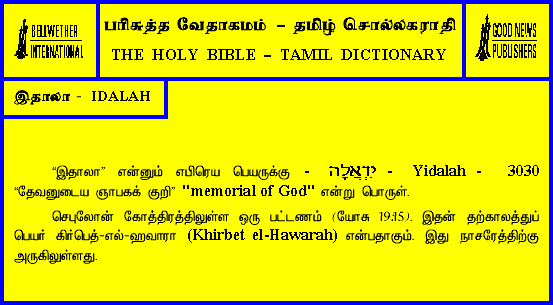 BELLWETHER
INTERNATIONAL
பரிசுத்த வேதாகமம் – தமிழ் சொல்லகராதி
THE HOLY BIBLE – TAMIL DICTIONARY
GOOD NEWS
PUBLISHERS
இதாலா - IDALAH
“இதாலா” என்னும் எபிரெய பெயருக்கு - יִדְאֲלָה - Yidalah - 3030
“தேவனுடைய ஞாபகக் குறி” "memorial of God" என்று பொருள்.
செபுலோன் கோத்திரத்திலுள்ள ஒரு பட்டணம் (யோசு 19:15). இதன் தற்காலத்துப்
பெயர் கிர்பெத்-எல்-ஹவாரா (Khirbet el-Hawarah) என்பதாகும். இது நாசரேத்திற்கு
அருகிலுள்ளது.